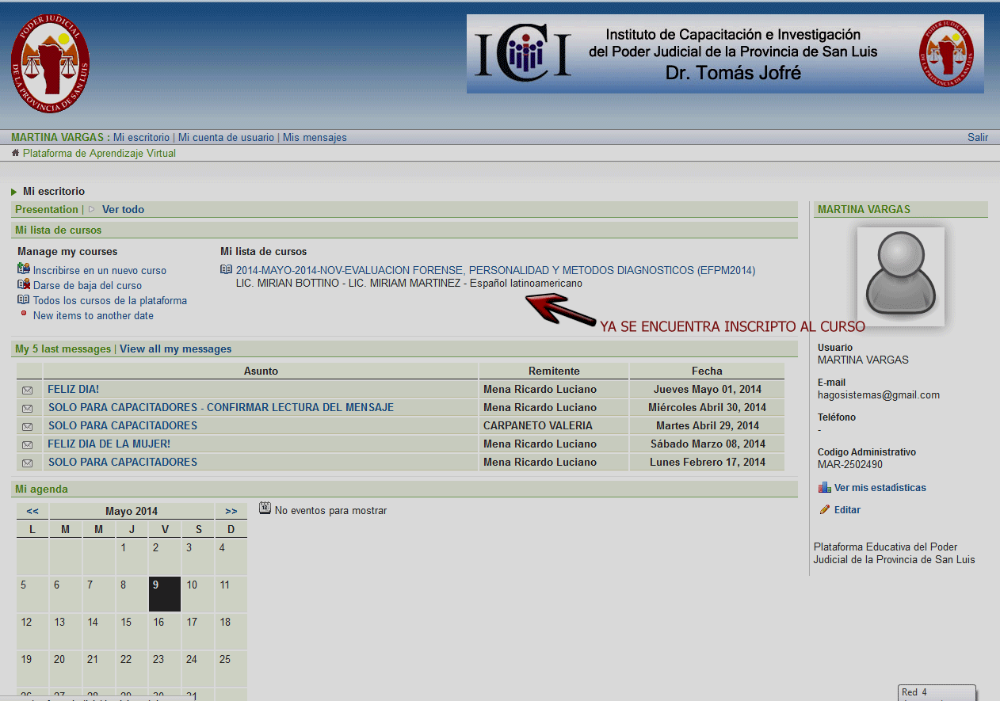 PODER JUDICIAL
DE LA PROVINCIA DE SAN LUIS
ICI
Instituto de Capacitación e Investigación
del Poder Judicial de la Provincia de San Luis
Dr. Tomás Jofré
PODER JUDICIAL
DE LA PROVINCIA DE SAN LUIS
MARTINA VARGAS : Mi escritorio | Mi cuenta de usuario | Mis mensajes
Salir
Plataforma de Aprendizaje Virtual
Mi escritorio
Presentation | Ver todo
Mi lista de cursos
Manage my courses
Inscribirse en un nuevo curso
Darse de baja del curso
Todos los cursos de la plataforma
New items to another date
Mi lista de cursos
2014-MAYO-2014-NOV-EVALUACION FORENSE, PERSONALIDAD Y METODOS DIAGNOSTICOS (EFPM2014)
LIC. MIRIAN BOTTINO - LIC. MIRIAM MARTINEZ - Español latinoamericano
YA SE ENCUENTRA INSCRIPTO AL CURSO
My 5 last messages | View all my messages
Asunto Remitente Fecha
FELIZ DIA! Mena Ricardo Luciano Jueves Mayo 01, 2014
SOLO PARA CAPACITADORES - CONFIRMAR LECTURA DEL MENSAJE Mena Ricardo Luciano Miércoles Abril 30, 2014
SOLO PARA CAPACITADORES CARPANETO VALERIA Martes Abril 29, 2014
FELIZ DIA DE LA MUJER! Mena Ricardo Luciano Sábado Marzo 08, 2014
SOLO PARA CAPACITADORES Mena Ricardo Luciano Lunes Febrero 17, 2014
Mi agenda
<< Mayo 2014 >>
L M M J V S D
1 2 3 4
5 6 7 8 9 10 11
12 13 14 15 16 17 18
19 20 21 22 23 24 25
26 27 28 29 30 31
No eventos para mostrar
MARTINA VARGAS
Usuario
MARTINA VARGAS
E-mail
hagosistemas@gmail.com
Teléfono
-
Codigo Administrativo
MAR-2502490
Ver mis estadísticas
Editar
Plataforma Educativa del Poder
Judicial de la Provincia de San Luis
Red 4